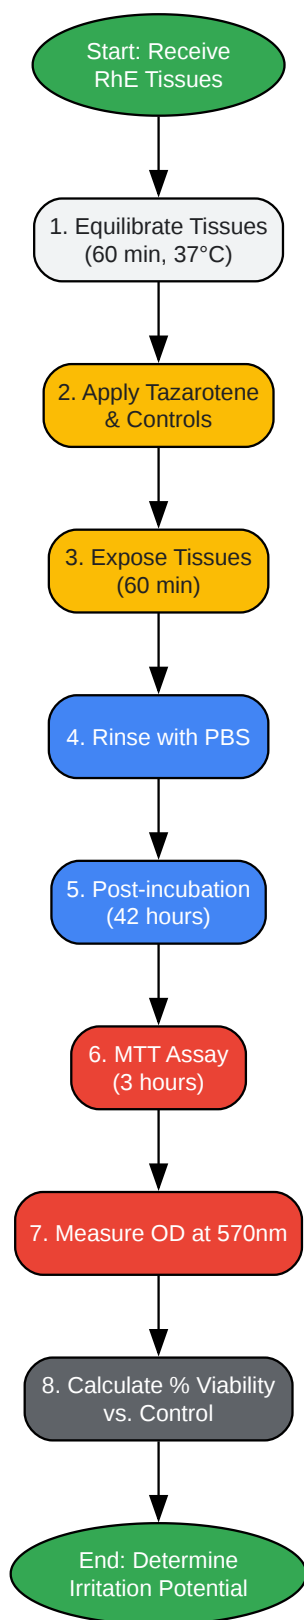 Start: Receive
RhE Tissues
1. Equilibrate Tissues
(60 min, 37°C)
2. Apply Tazarotene
& Controls
3. Expose Tissues
(60 min)
4. Rinse with PBS
5. Post-incubation
(42 hours)
6. MTT Assay
(3 hours)
7. Measure OD at 570nm
8. Calculate % Viability
vs. Control
End: Determine
Irritation Potential